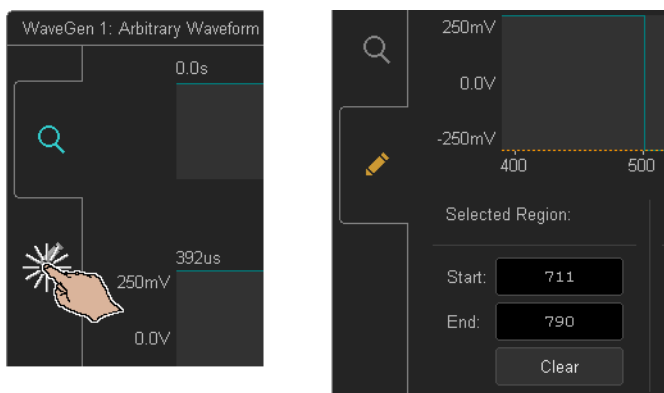 WaveGen 1: Arbitrary Waveform
0.0s
392us
250mV
0.0V
250mV
0.0V
-250mV
400 500
Selected Region:
Start: 711
End: 790
Clear